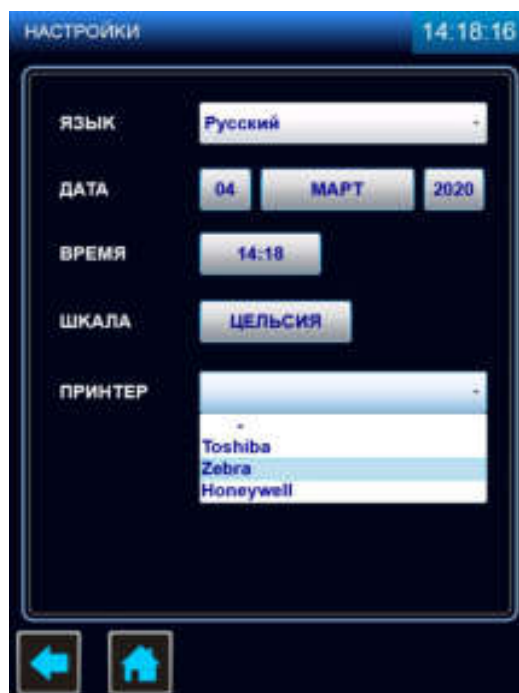 НАСТРОЙКИ 14:18:16
ЯЗЫК Русский
ДАТА 04 МАРТ 2020
ВРЕМЯ 14:18
ШКАЛА ЦЕЛЬСИЯ
ПРИНТЕР
-
Toshiba
Zebra
Honeywell